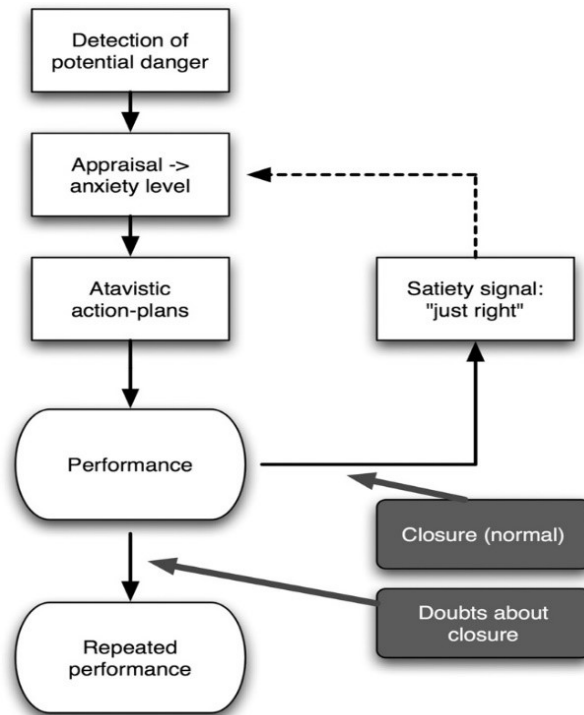 Detection of
potential danger
Appraisal ->
anxiety level
Atavistic
action-plans
Satiety signal:
"just right"
Performance
Closure (normal)
Doubts about
closure
Repeated
performance